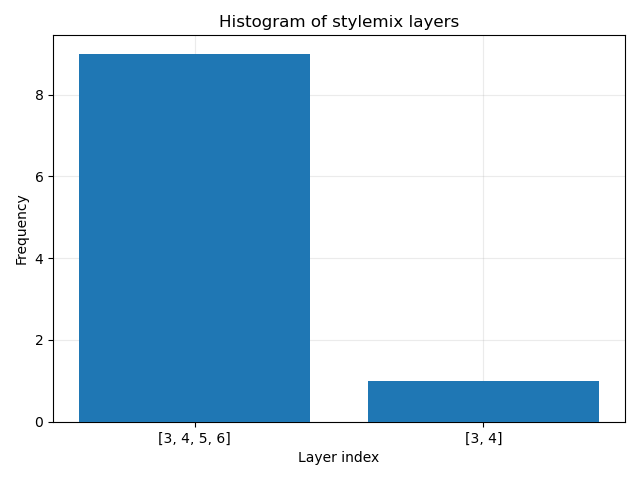 Histogram of stylemix layers
Frequency
8
6
4
2
0
[3, 4, 5, 6]
[3, 4]
Layer index